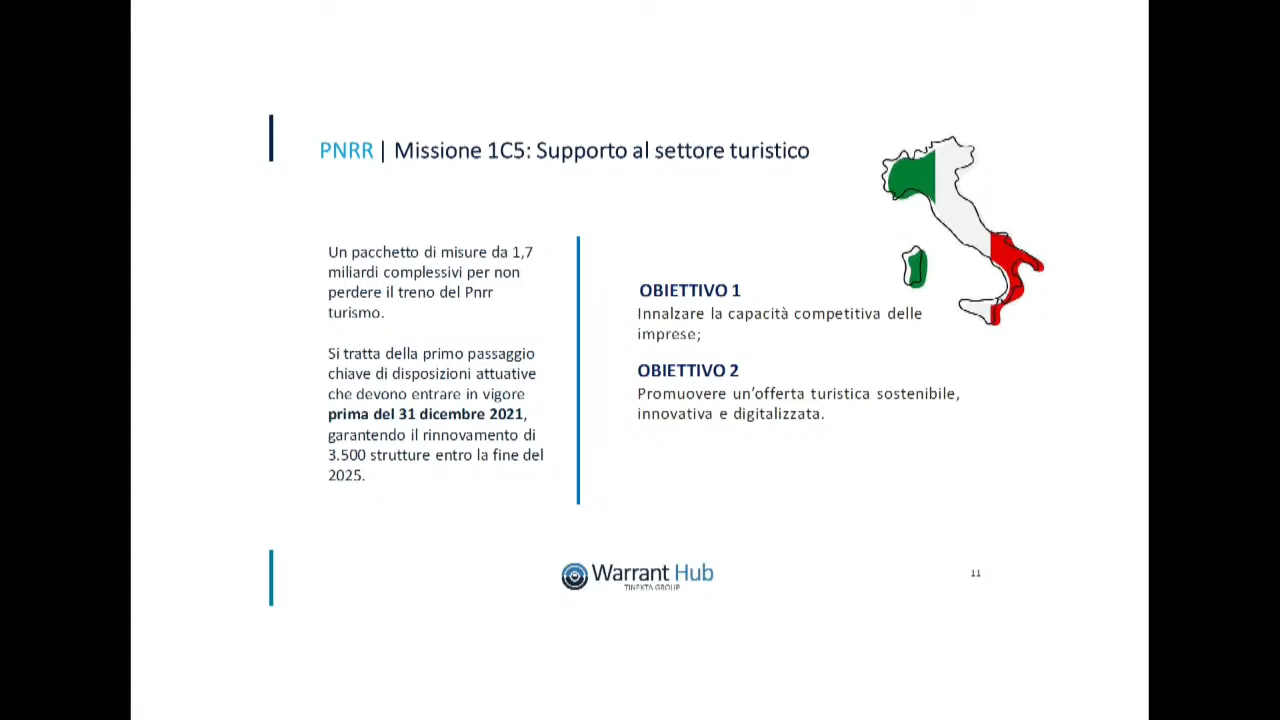 PNRR | Missione 1C5: Supporto al settore turistico
Un pacchetto di misure da 1,7
miliardi complessivi per non
perdere il treno del Pnrr
turismo.
Si tratta della primo passaggio
chiave di disposizioni attuative
che devono entrare in vigore
prima del 31 dicembre 2021,
garantendo il rinnovamento di
3.500 strutture entro la fine del
2025.
OBIETTIVO 1
Innalzare la capacità competitiva delle
imprese;
OBIETTIVO 2
Promuovere un’offerta turistica sostenibile,
innovativa e digitalizzata.
Warrant Hub
TINEXTA GROUP
11